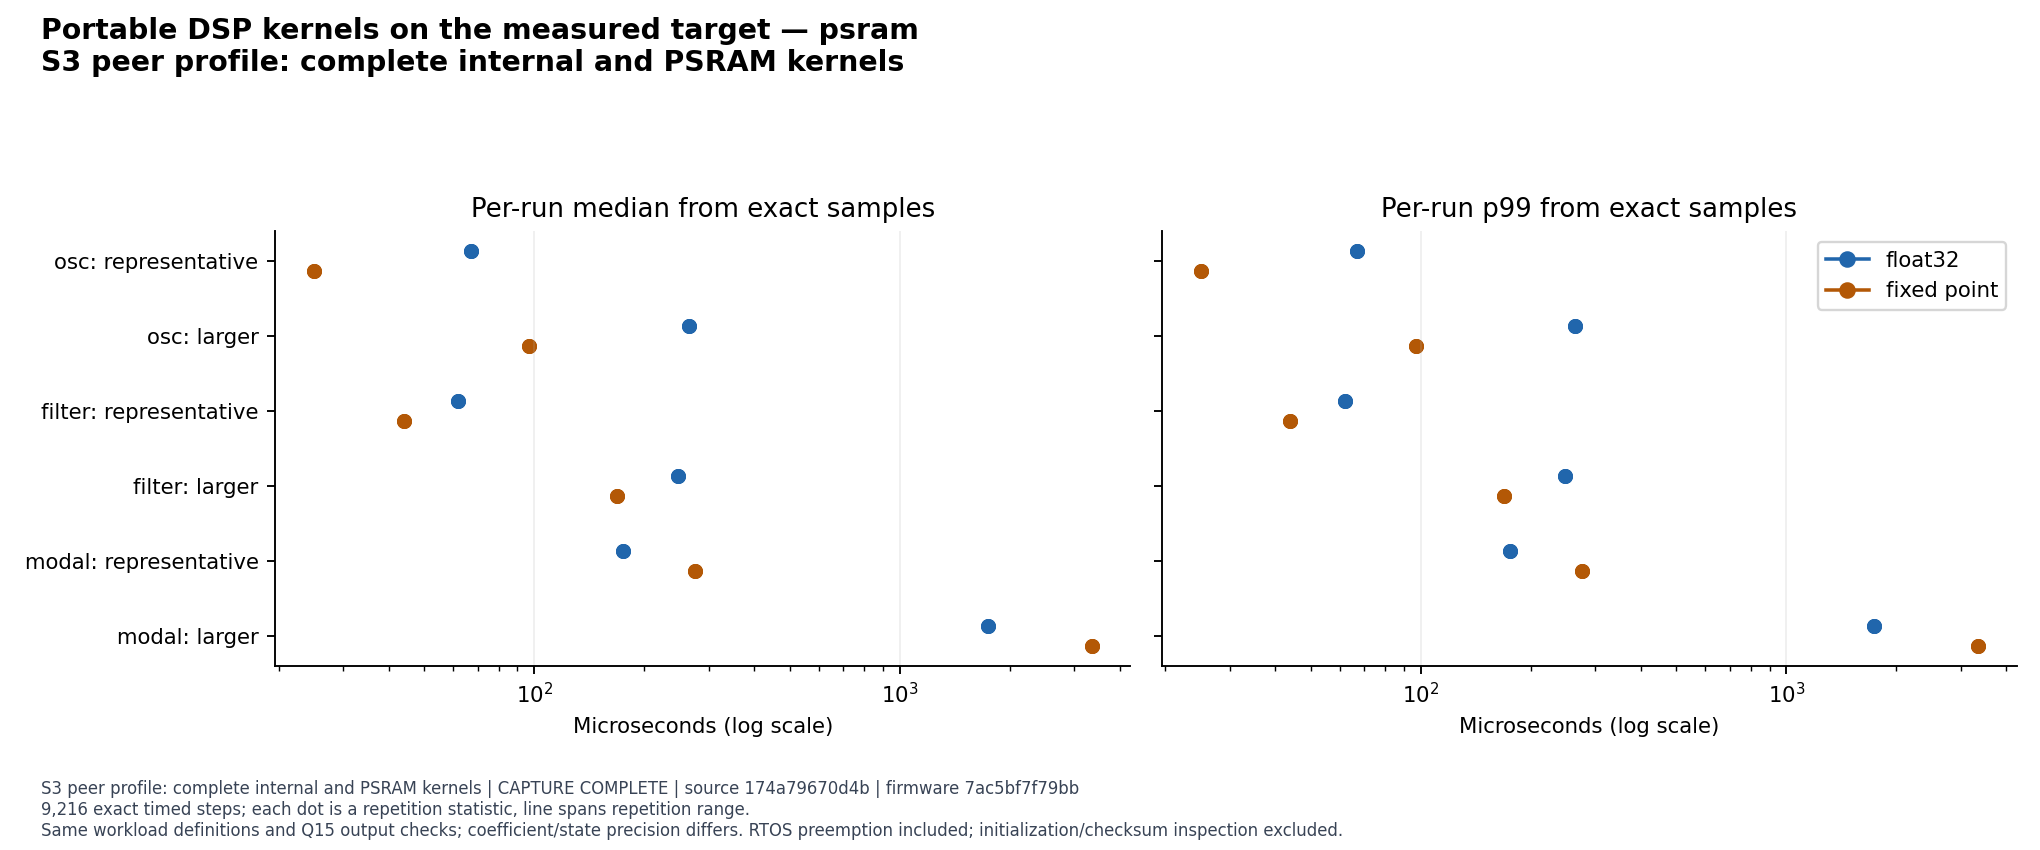 Portable DSP kernels on the measured target — psram
S3 peer profile: complete internal and PSRAM kernels
Per-run median from exact samples
osc: representative
osc: larger
filter: representative
filter: larger
modal: representative
modal: larger
10²
10³
Microseconds (log scale)
Per-run p99 from exact samples
float32
fixed point
10²
10³
Microseconds (log scale)
S3 peer profile: complete internal and PSRAM kernels | CAPTURE COMPLETE | source 174a79670d4b | firmware 7ac5bf7f79bb
9,216 exact timed steps; each dot is a repetition statistic, line spans repetition range.
Same workload definitions and Q15 output checks; coefficient/state precision differs. RTOS preemption included; initialization/checksum inspection excluded.